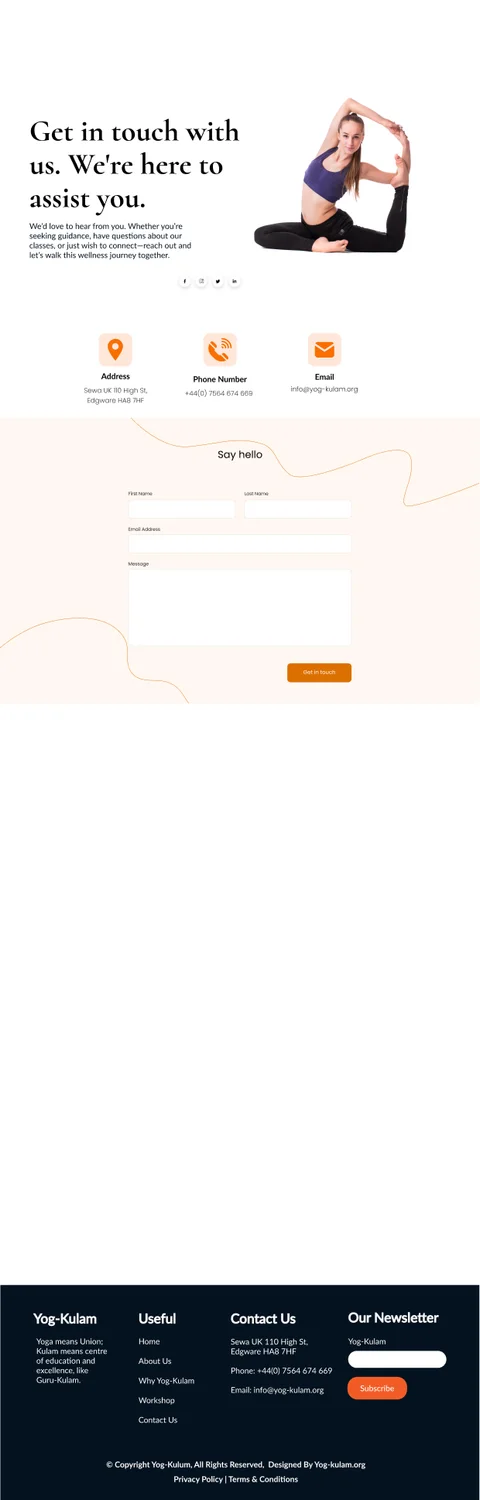 Get in touch with
us. We're here to
assist you.
We'd love to hear from you. Whether you're
seeking guidance, have questions about our
classes, or just wish to connect—reach out and
let's walk this wellness journey together.
Address
Sewa UK 110 High St,
Edgware HA8 7HF
Phone Number
+44(0) 7564 674 669
Email
info@yog-kulam.org
Say hello
First Name
Last Name
Email Address
Message
Get in touch
Yog-Kulam
Yoga means Union;
Kulam means centre
of education and
excellence, like
Guru-Kulam.
Useful
Home
About Us
Why Yog-Kulam
Workshop
Contact Us
Contact Us
Sewa UK 110 High St,
Edgware HA8 7HF
Phone: +44(0) 7564 674 669
Email: info@yog-kulam.org
Our Newsletter
Yog-Kulam
Subscribe
© Copyright Yog-Kulum, All Rights Reserved, Designed By Yog-kulam.org
Privacy Policy | Terms & Conditions